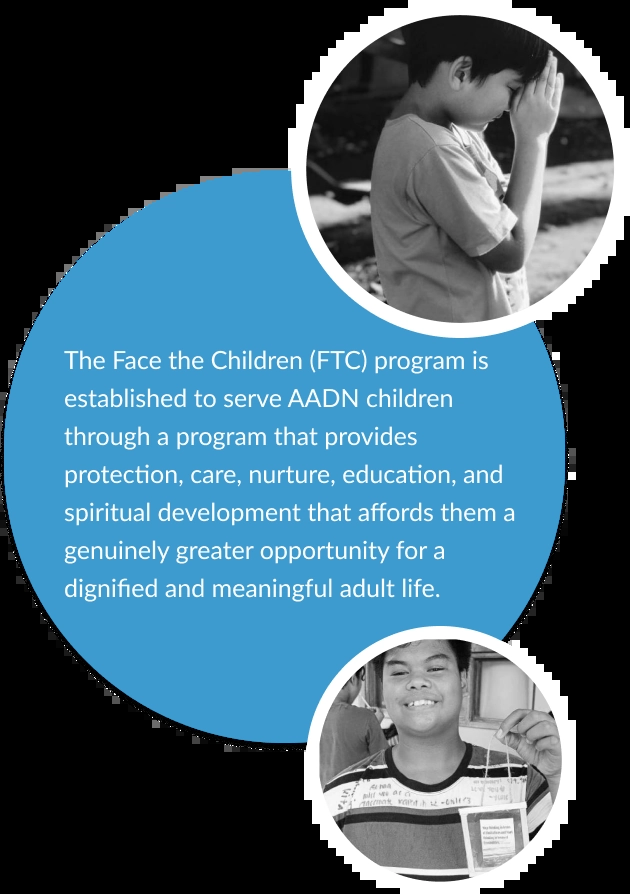 The Face the Children (FTC) program is
established to serve AADN children
through a program that provides
protection, care, nurture, education, and
spiritual development that affords them a
genuinely greater opportunity for a
dignified and meaningful adult life.